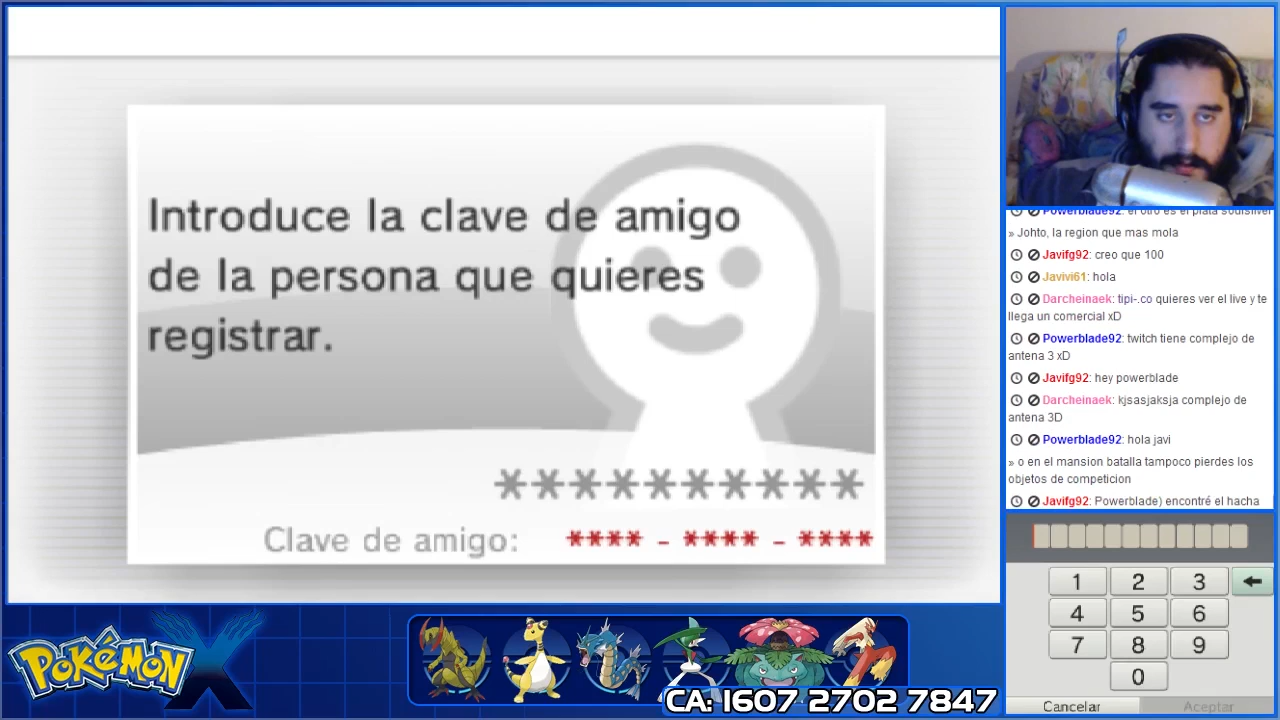 Introduce la clave de amigo
de la persona que quieres
registrar.
**********
Clave de amigo: **** - **** - ****
Powerblade92: el otro es el plata soulsilver
» Johto, la region que mas mola
Javifg92: creo que 100
Javivi61: hola
Darcheinaek: tipi-.co quieres ver el live y te
llega un comercial xD
Powerblade92: twitch tiene complejo de
antena 3 xD
Javifg92: hey powerblade
Darcheinaek: kjsasjaksja complejo de
antena 3D
Powerblade92: hola javi
» o en el mansion batalla tampoco pierdes los
objetos de competicion
Javifg92: Powerblade) encontré el hacha
1 2 3
4 5 6
7 8 9
0
Cancelar Aceptar
POKéMON X
CA: 1607 2702 7847